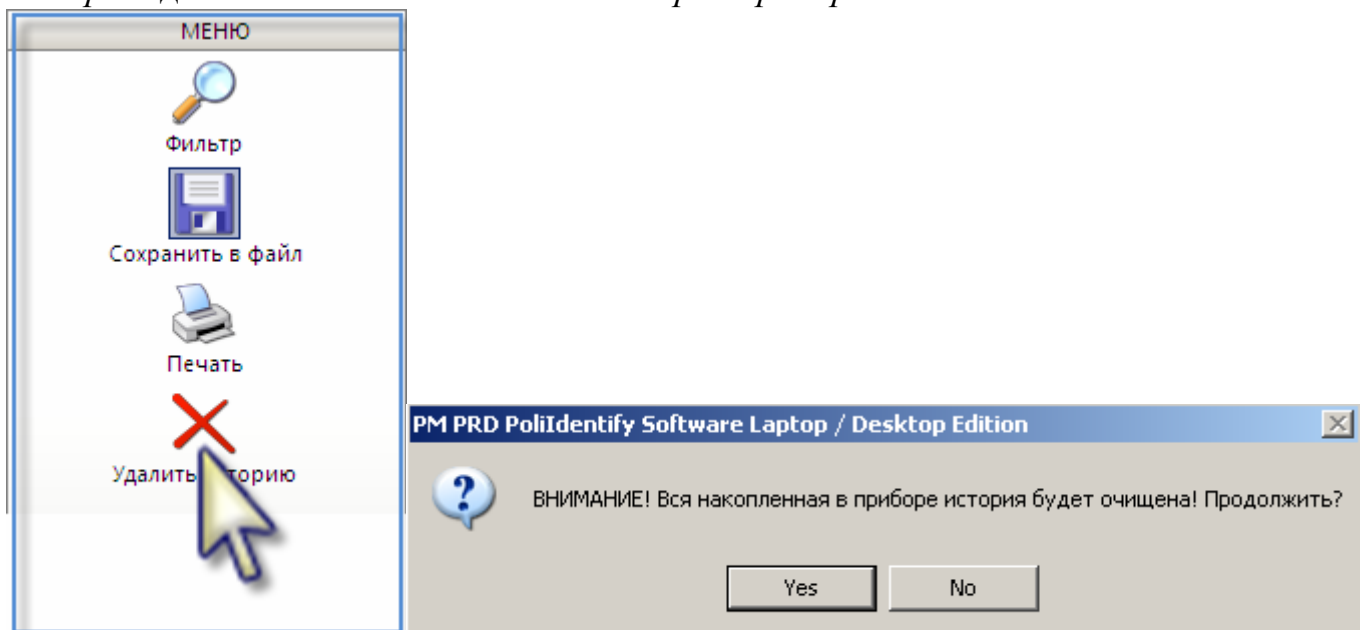 МЕНЮ
Фильтр
Сохранить в файл
Печать
Удалить
PM PRD PoliIdentify Software Laptop / Desktop Edition
ВНИМАНИЕ! Вся накопленная в приборе история будет очищена! Продолжить?
Yes
No